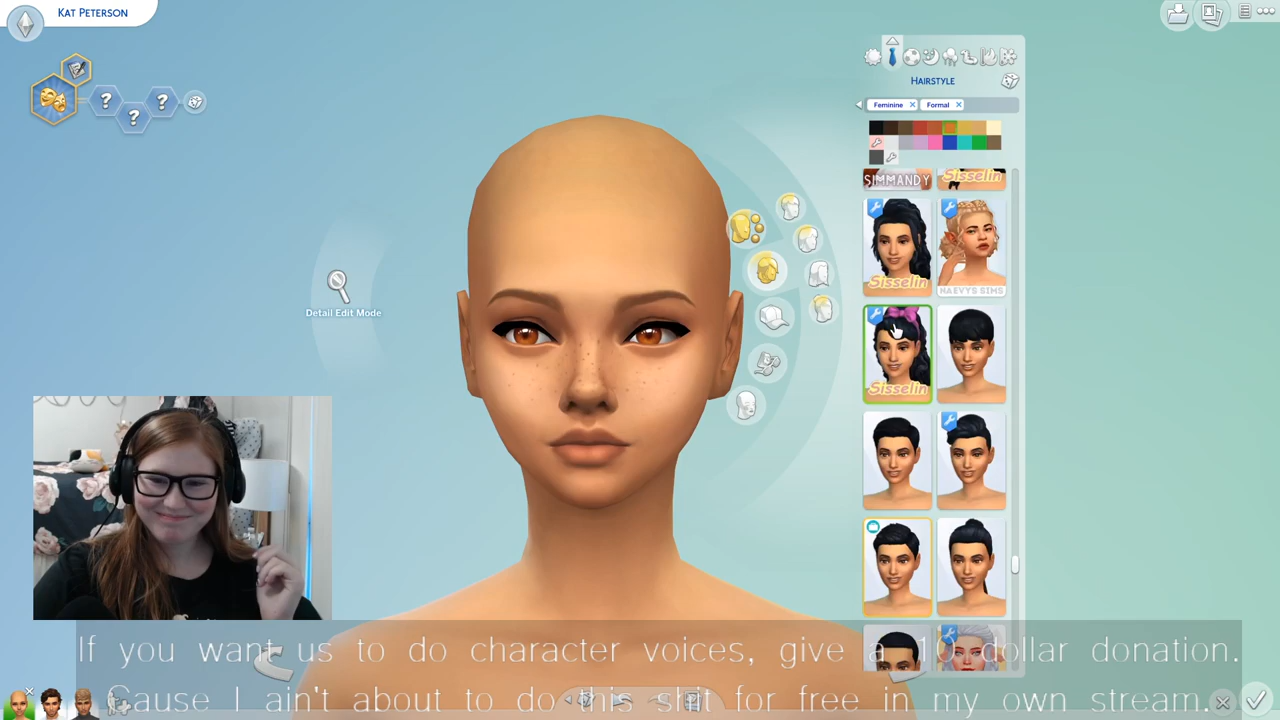 Kat Peterson
Hairstyle
Feminine
Formal
SIMMANDY
Sisselin
Sisselin
NAEVYS SIMS
Sisselin
Detail Edit Mode
If you want us to do character voices, give a 10 dollar donation.
Cause I ain't about to do this shit for free in my own stream.